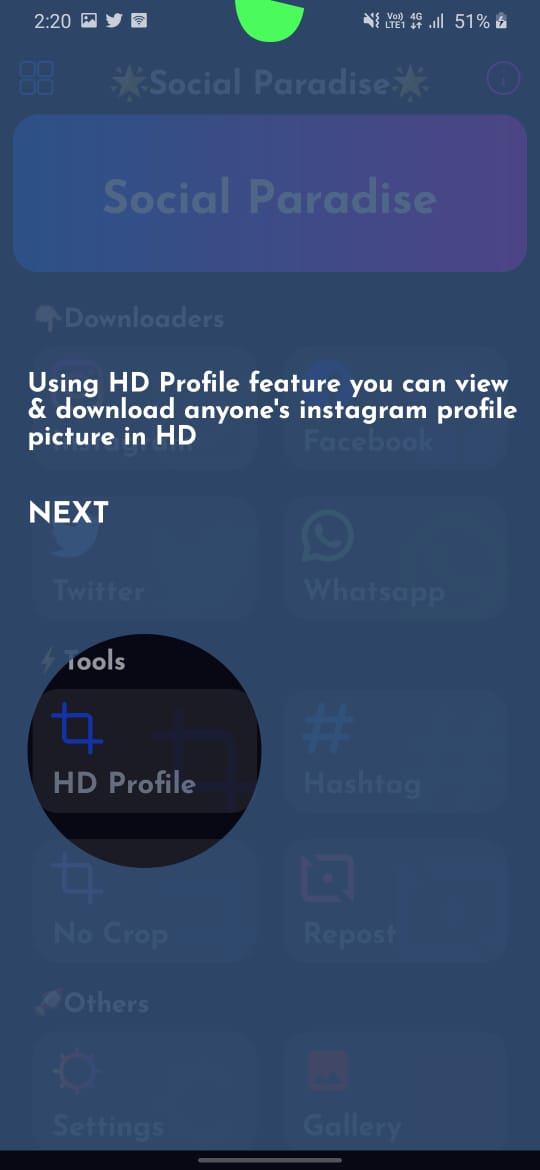 2:20 Vo)) LTE1 4G 51%
🌟Social Paradise🌟
Social Paradise
Downloaders
Using HD Profile feature you can view
& download anyone's instagram profile
picture in HD
Instagram Facebook
NEXT
Twitter Whatsapp
Tools
HD Profile Hashtag
No Crop Repost
Others
Settings Gallery